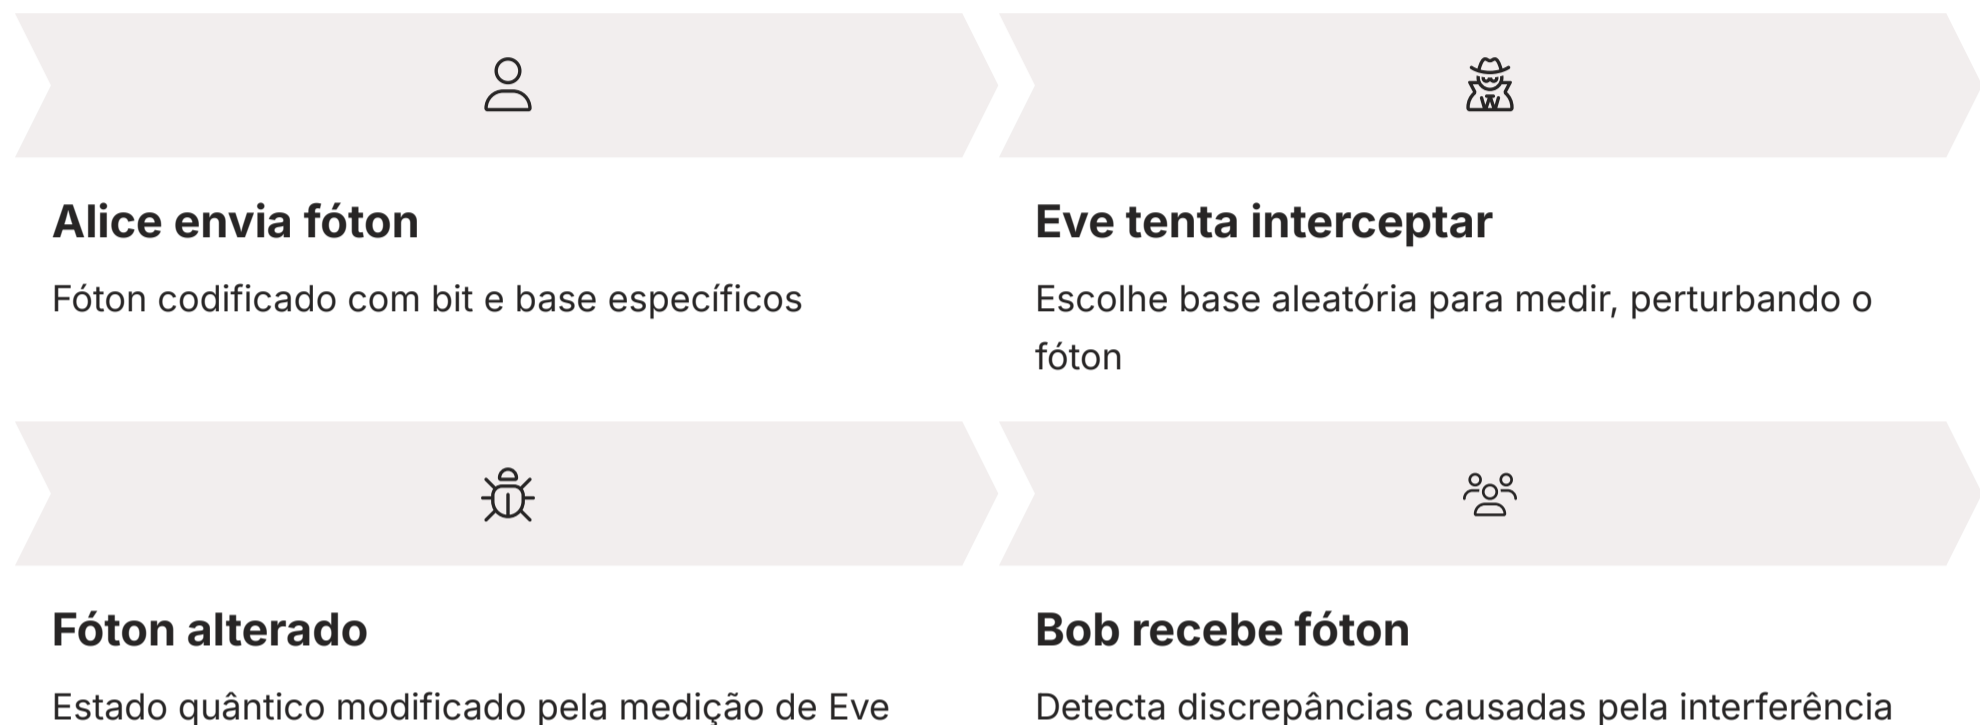 Alice envia fóton
Fóton codificado com bit e base específicos
Eve tenta interceptar
Escolhe base aleatória para medir, perturbando o
fóton
Fóton alterado
Estado quântico modificado pela medição de Eve
Bob recebe fóton
Detecta discrepâncias causadas pela interferência